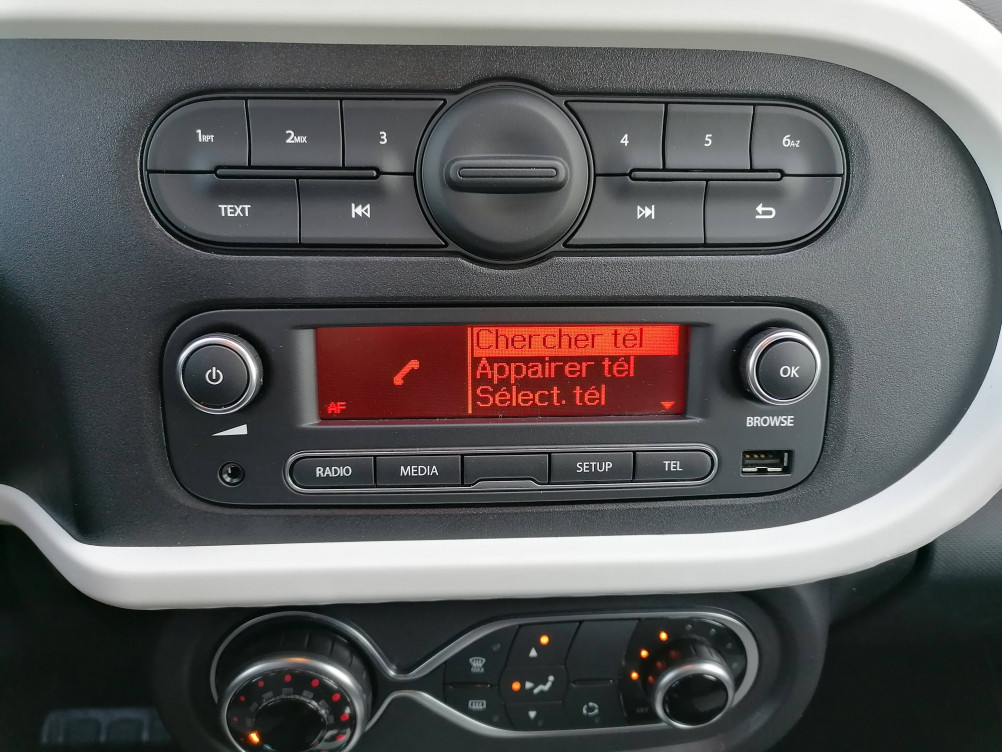 1RPT 2MIX 3 4 5 6A-Z
TEXT
Chercher tél
Appairer tél
Sélect. tél
AF
OK
BROWSE
RADIO MEDIA SETUP TEL